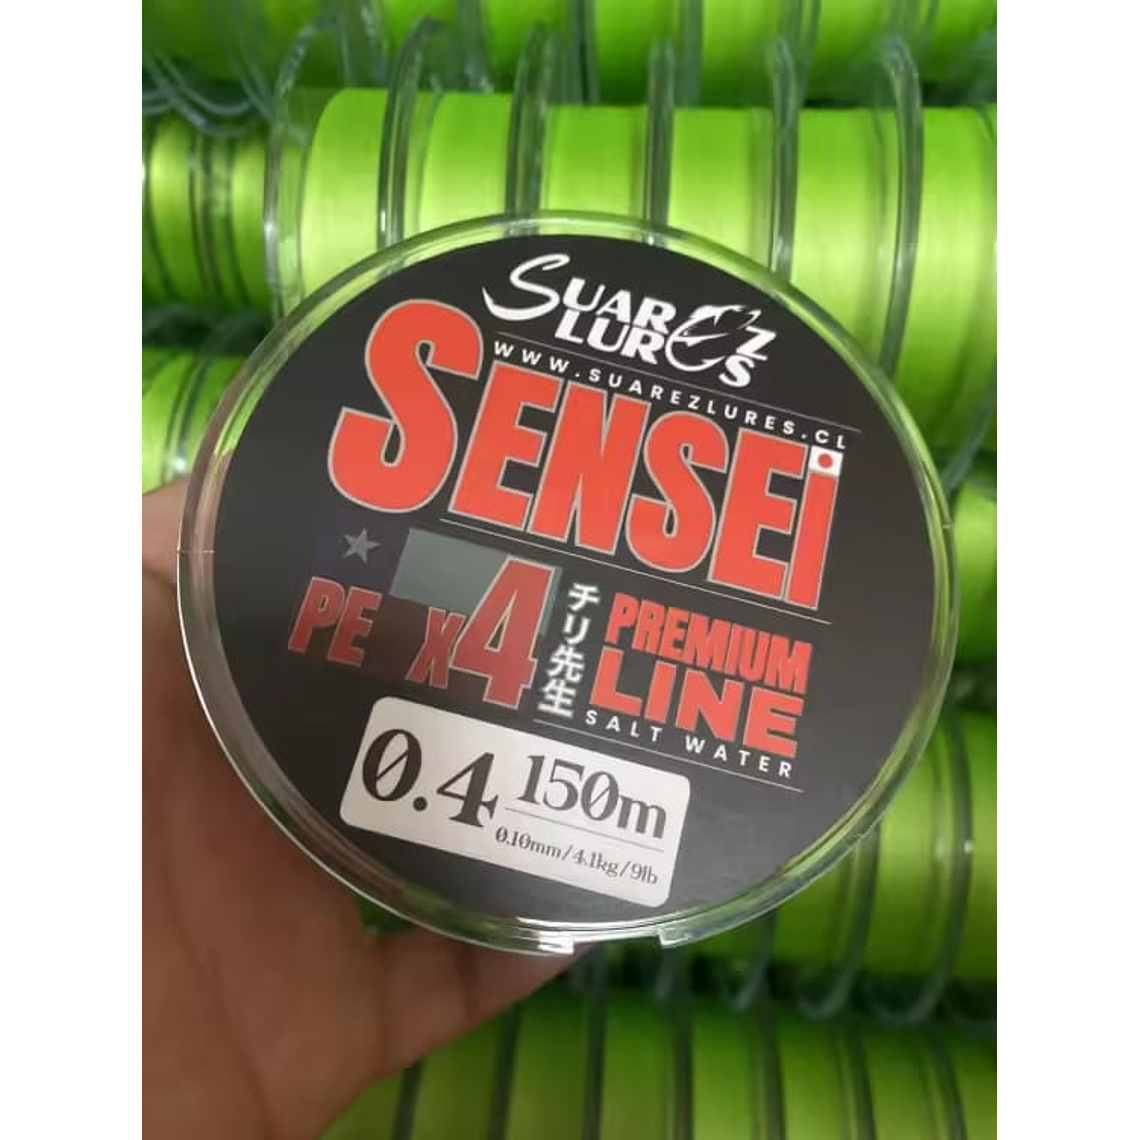 SUAREZ
LURES
WWW.SUAREZLURES.CL
SENSEi
PE X4
チリ先生
PREMIUM
LINE
SALT WATER
0.4
150m
0.10mm/4.1kg/9lb